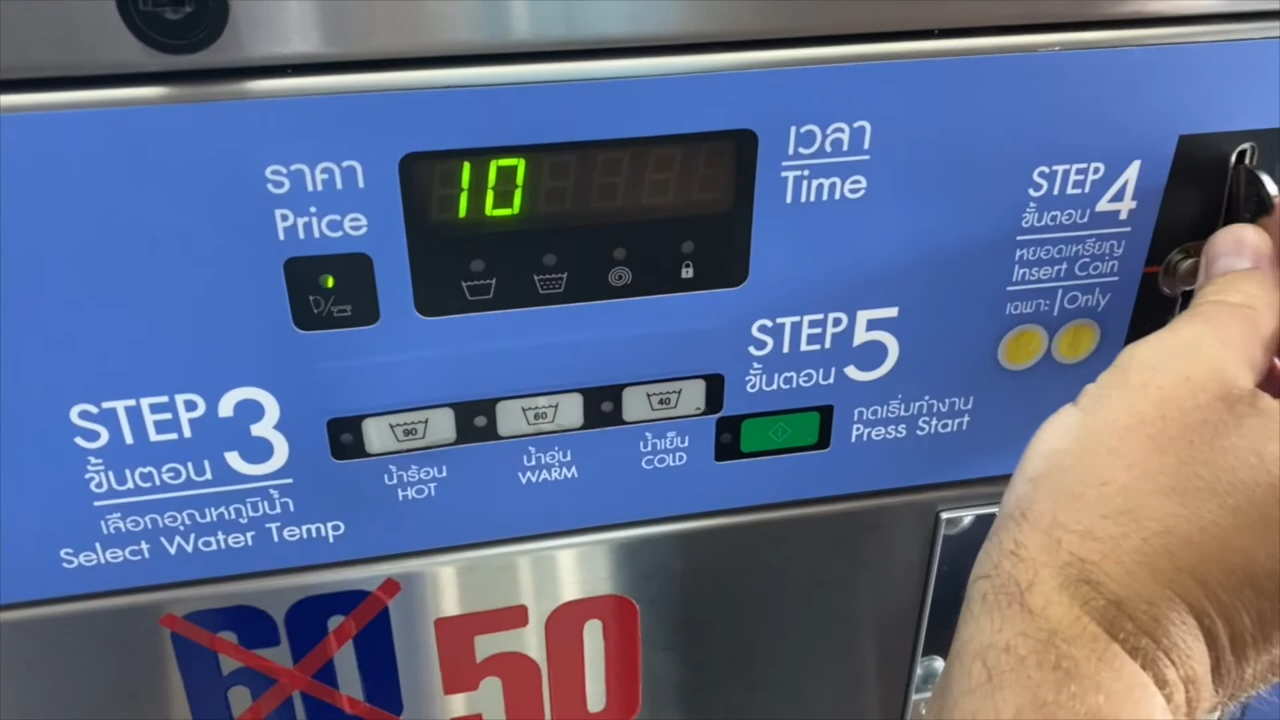 ราคา
Price
10
เวลา
Time
STEP 3
ขั้นตอน
เลือกอุณหภูมิน้ำ
Select Water Temp
90
น้ำร้อน
HOT
60
น้ำอุ่น
WARM
40
น้ำเย็น
COLD
STEP 5
ขั้นตอน
กดเริ่มทำงาน
Press Start
STEP 4
ขั้นตอน
หยอดเหรียญ
Insert Coin
เฉพาะ | Only
60 50